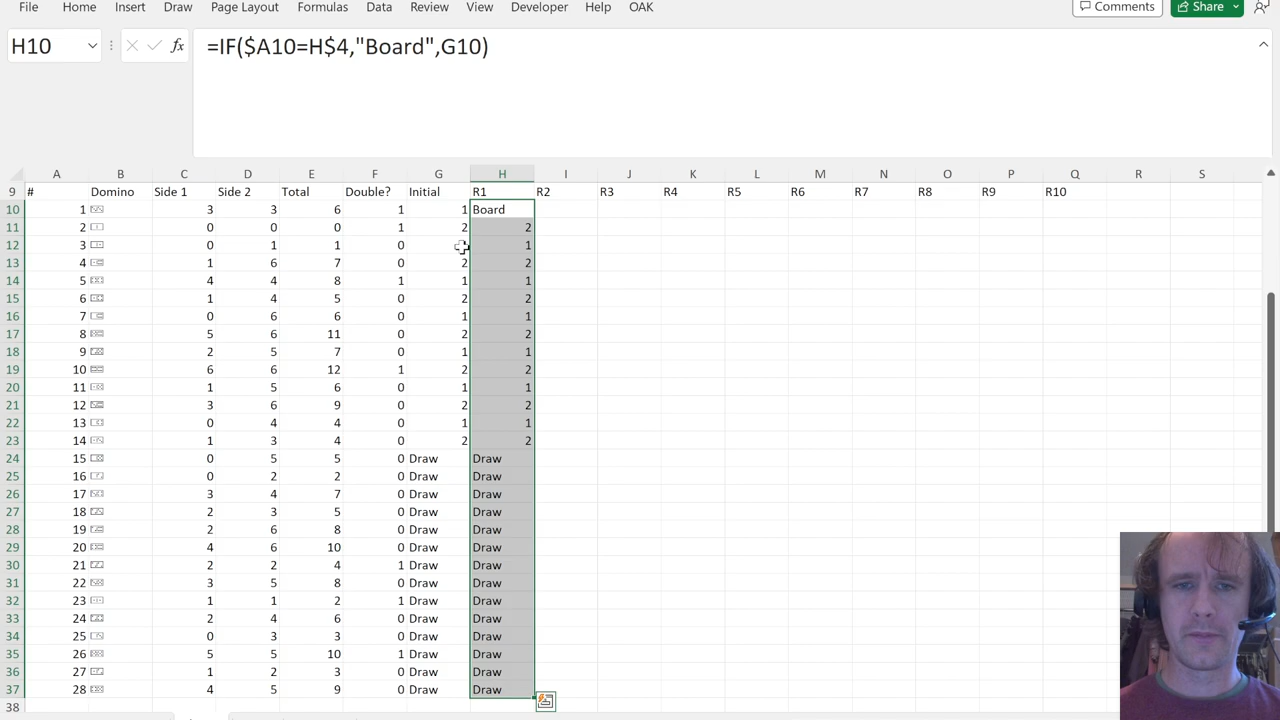 File Home Insert Draw Page Layout Formulas Data Review View Developer Help OAK Comments Share
H10 fx =IF($A10=H$4,"Board",G10)
A B C D E F G H I J K L M N O P Q R S
9 # Domino Side 1 Side 2 Total Double? Initial R1 R2 R3 R4 R5 R6 R7 R8 R9 R10
10 1 3 3 6 1 1 Board
11 2 0 0 0 1 2 2
12 3 0 1 1 0 1
13 4 1 6 7 0 2 2
14 5 4 4 8 1 1 1
15 6 1 4 5 0 2 2
16 7 0 6 6 0 1 1
17 8 5 6 11 0 2 2
18 9 2 5 7 0 1 1
19 10 6 6 12 1 2 2
20 11 1 5 6 0 1 1
21 12 3 6 9 0 2 2
22 13 0 4 4 0 1 1
23 14 1 3 4 0 2 2
24 15 0 5 5 0 Draw Draw
25 16 0 2 2 0 Draw Draw
26 17 3 4 7 0 Draw Draw
27 18 2 3 5 0 Draw Draw
28 19 2 6 8 0 Draw Draw
29 20 4 6 10 0 Draw Draw
30 21 2 2 4 1 Draw Draw
31 22 3 5 8 0 Draw Draw
32 23 1 1 2 1 Draw Draw
33 24 2 4 6 0 Draw Draw
34 25 0 3 3 0 Draw Draw
35 26 5 5 10 1 Draw Draw
36 27 1 2 3 0 Draw Draw
37 28 4 5 9 0 Draw Draw
38